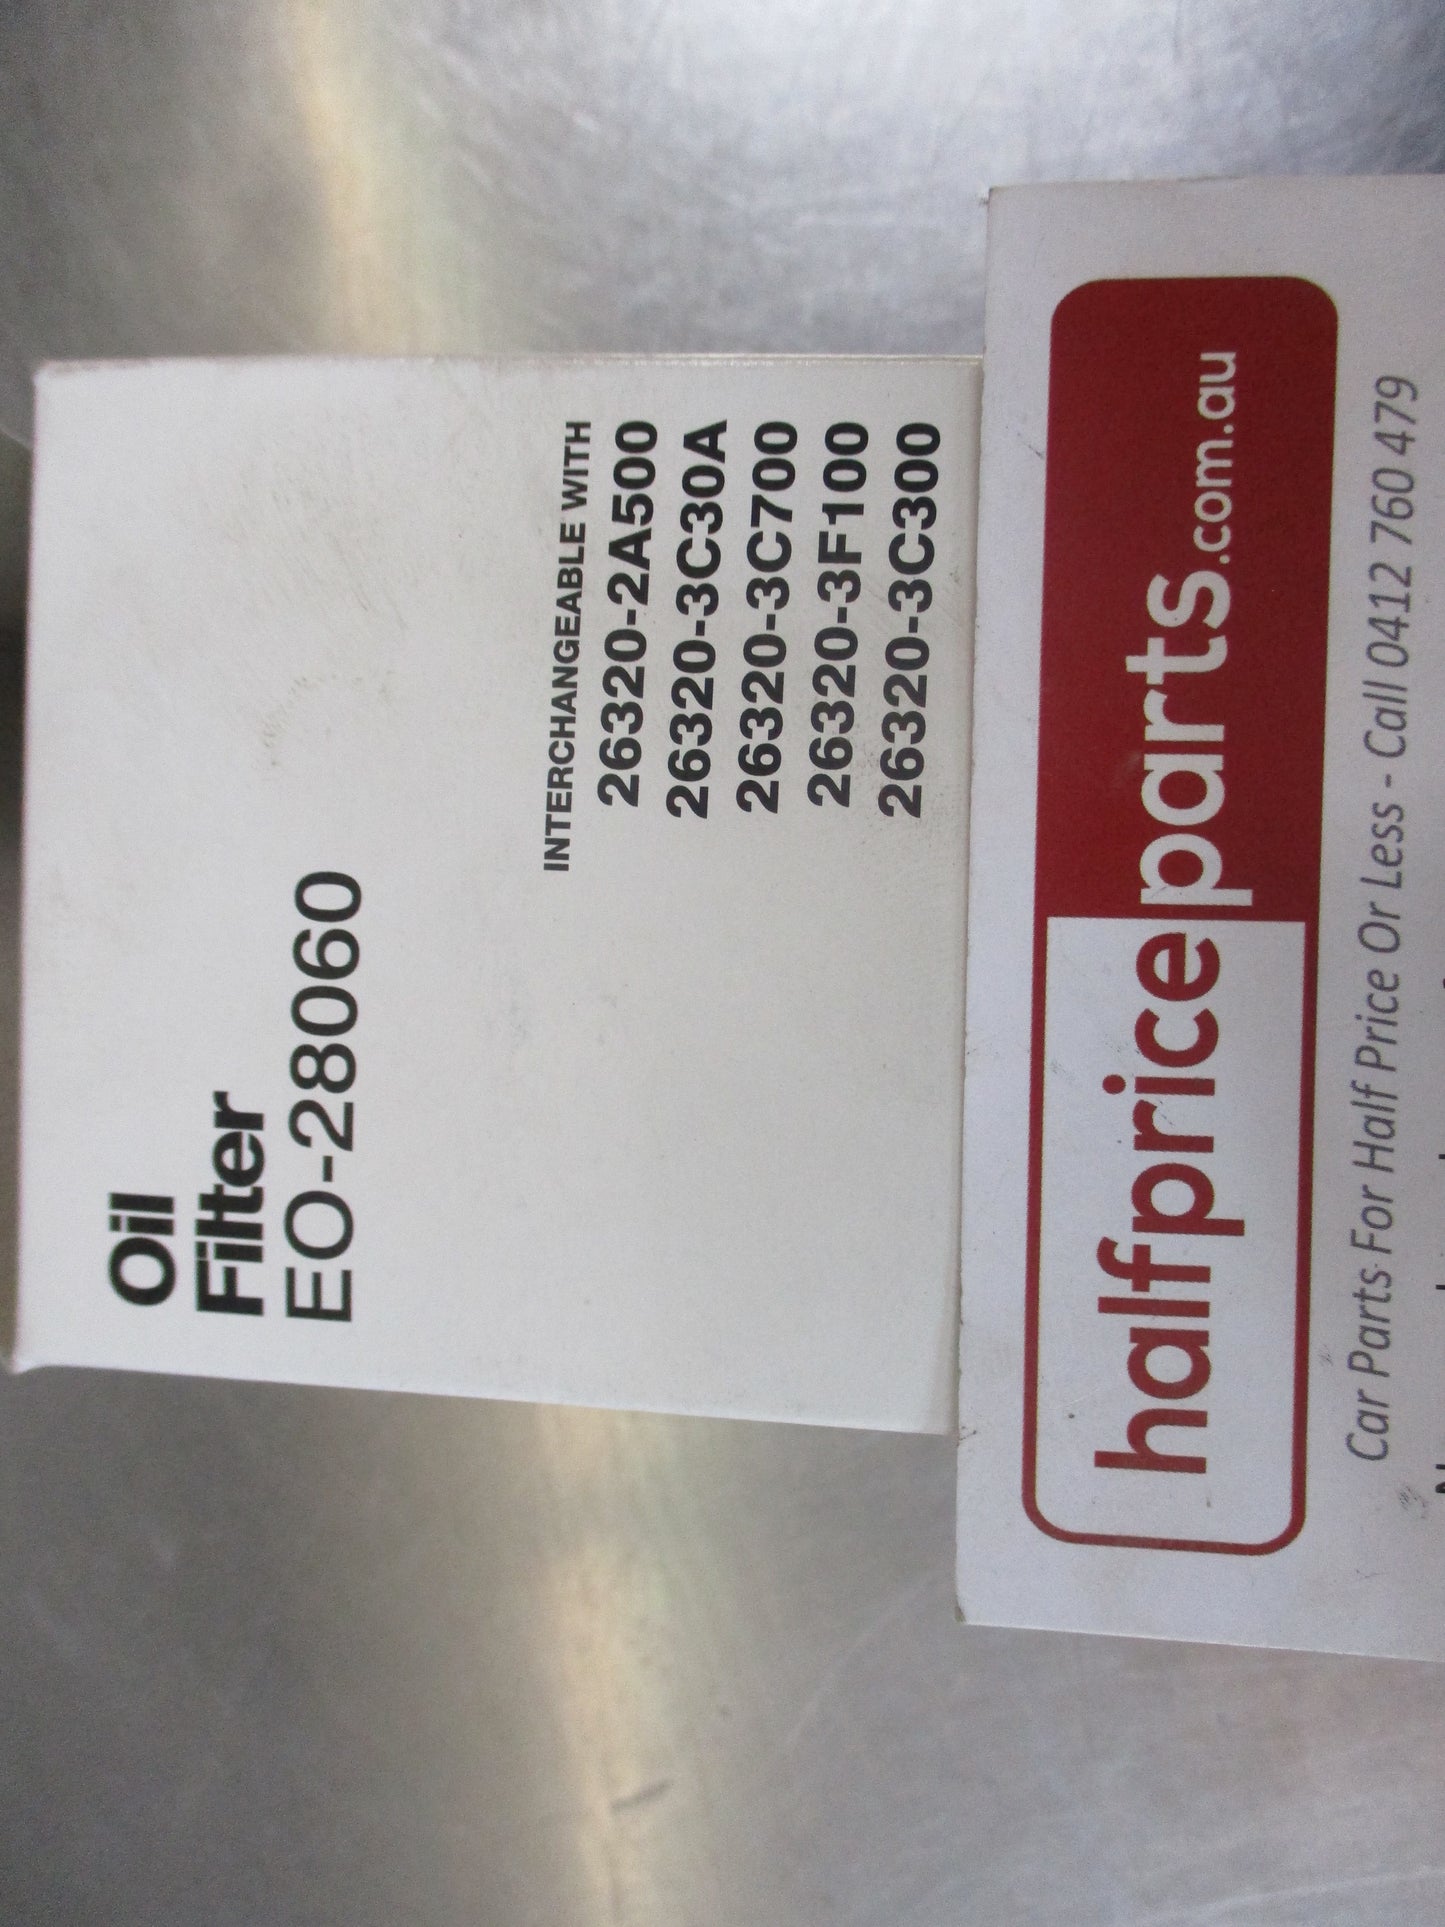 Oil
Filter
EO-28060
INTERCHANGEABLE WITH
26320-2A500
26320-3C30A
26320-3C700
26320-3F100
26320-3C300
halfpriceparts.com.au
Car Parts For Half Price Or Less - Call 0412 760 479